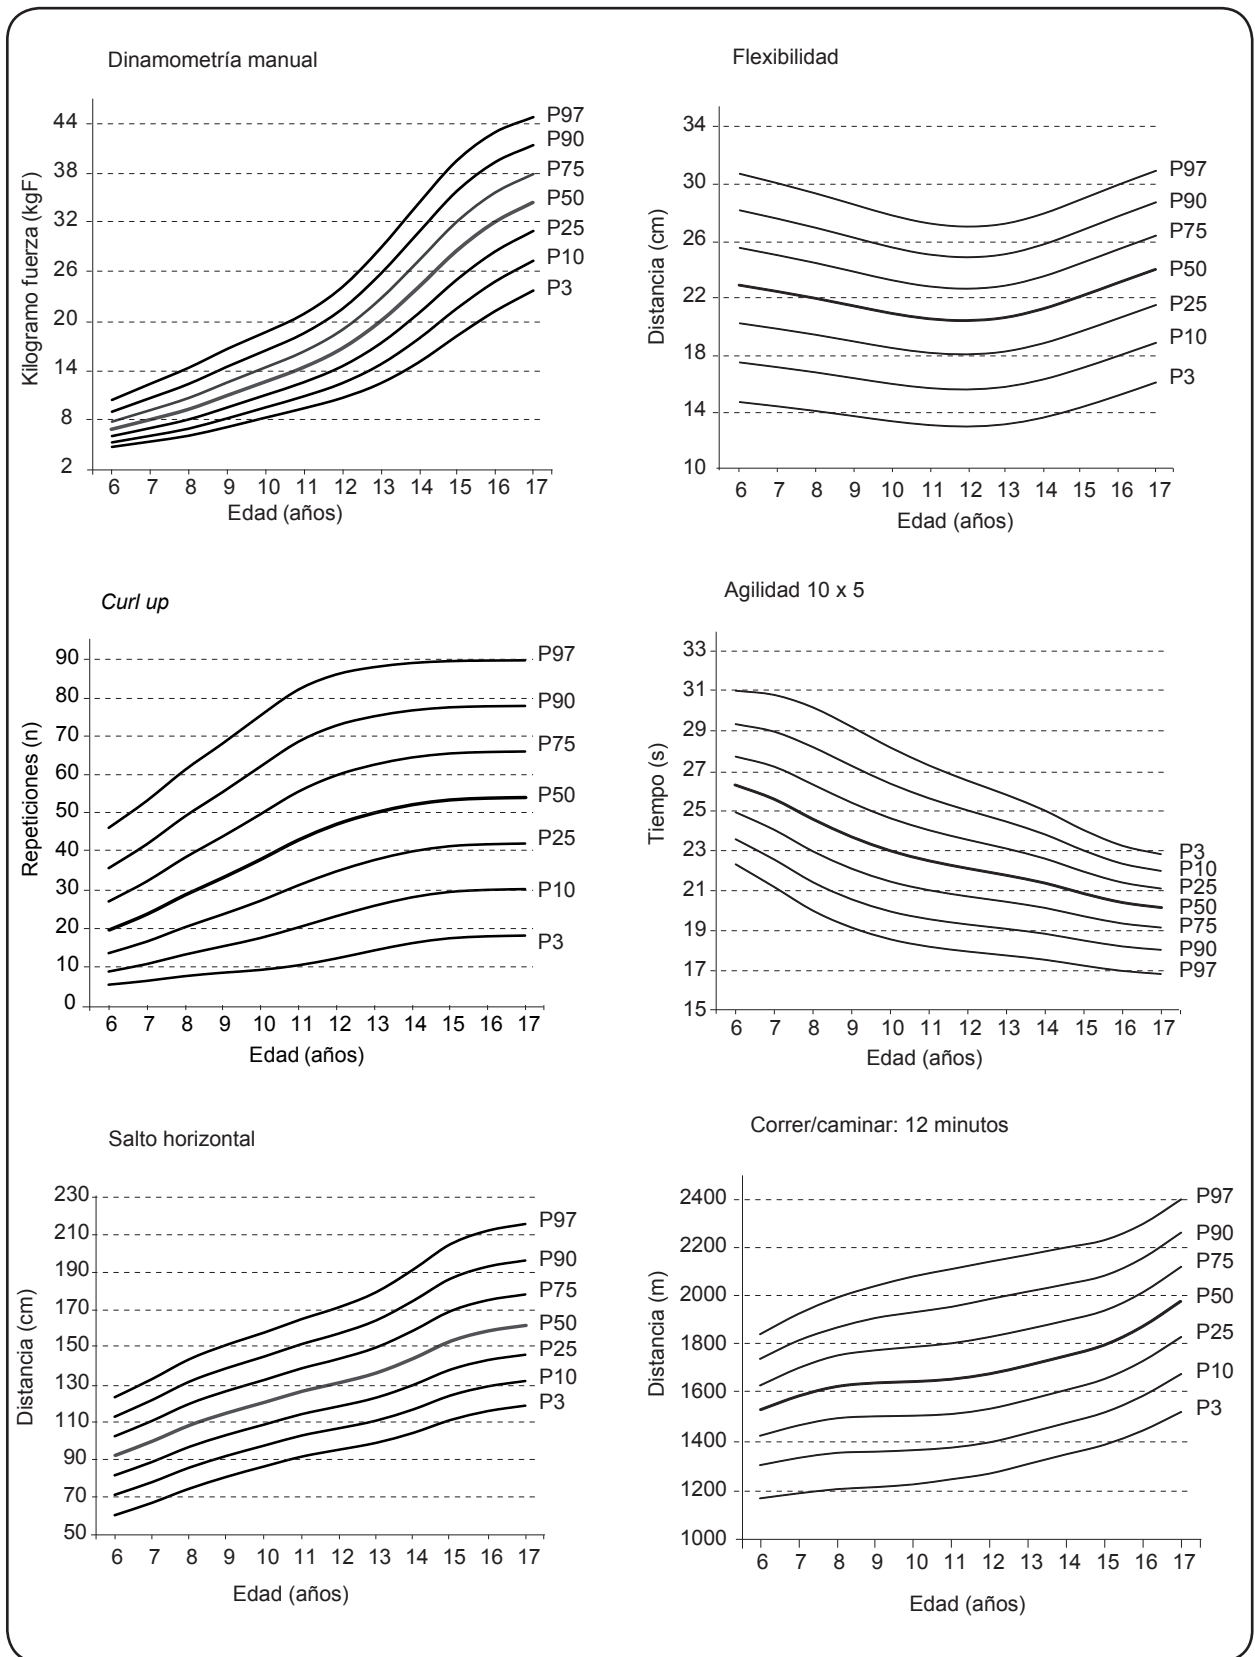 Dinamometría manual
Kilogramo fuerza (kgF)
44
38
32
26
20
14
8
2
P97
P90
P75
P50
P25
P10
P3
6 7 8 9 10 11 12 13 14 15 16 17
Edad (años)
Flexibilidad
Distancia (cm)
34
30
26
22
18
14
10
P97
P90
P75
P50
P25
P10
P3
6 7 8 9 10 11 12 13 14 15 16 17
Edad (años)
Curl up
Repeticiones (n)
90
80
70
60
50
40
30
20
10
0
P97
P90
P75
P50
P25
P10
P3
6 7 8 9 10 11 12 13 14 15 16 17
Edad (años)
Agilidad 10 x 5
Tiempo (s)
33
31
29
27
25
23
21
19
17
15
P3
P10
P25
P50
P75
P90
P97
6 7 8 9 10 11 12 13 14 15 16 17
Edad (años)
Salto horizontal
Distancia (cm)
230
210
190
170
150
130
110
90
70
50
P97
P90
P75
P50
P25
P10
P3
6 7 8 9 10 11 12 13 14 15 16 17
Edad (años)
Correr/caminar: 12 minutos
Distancia (m)
2400
2200
2000
1800
1600
1400
1200
1000
P97
P90
P75
P50
P25
P10
P3
6 7 8 9 10 11 12 13 14 15 16 17
Edad (años)